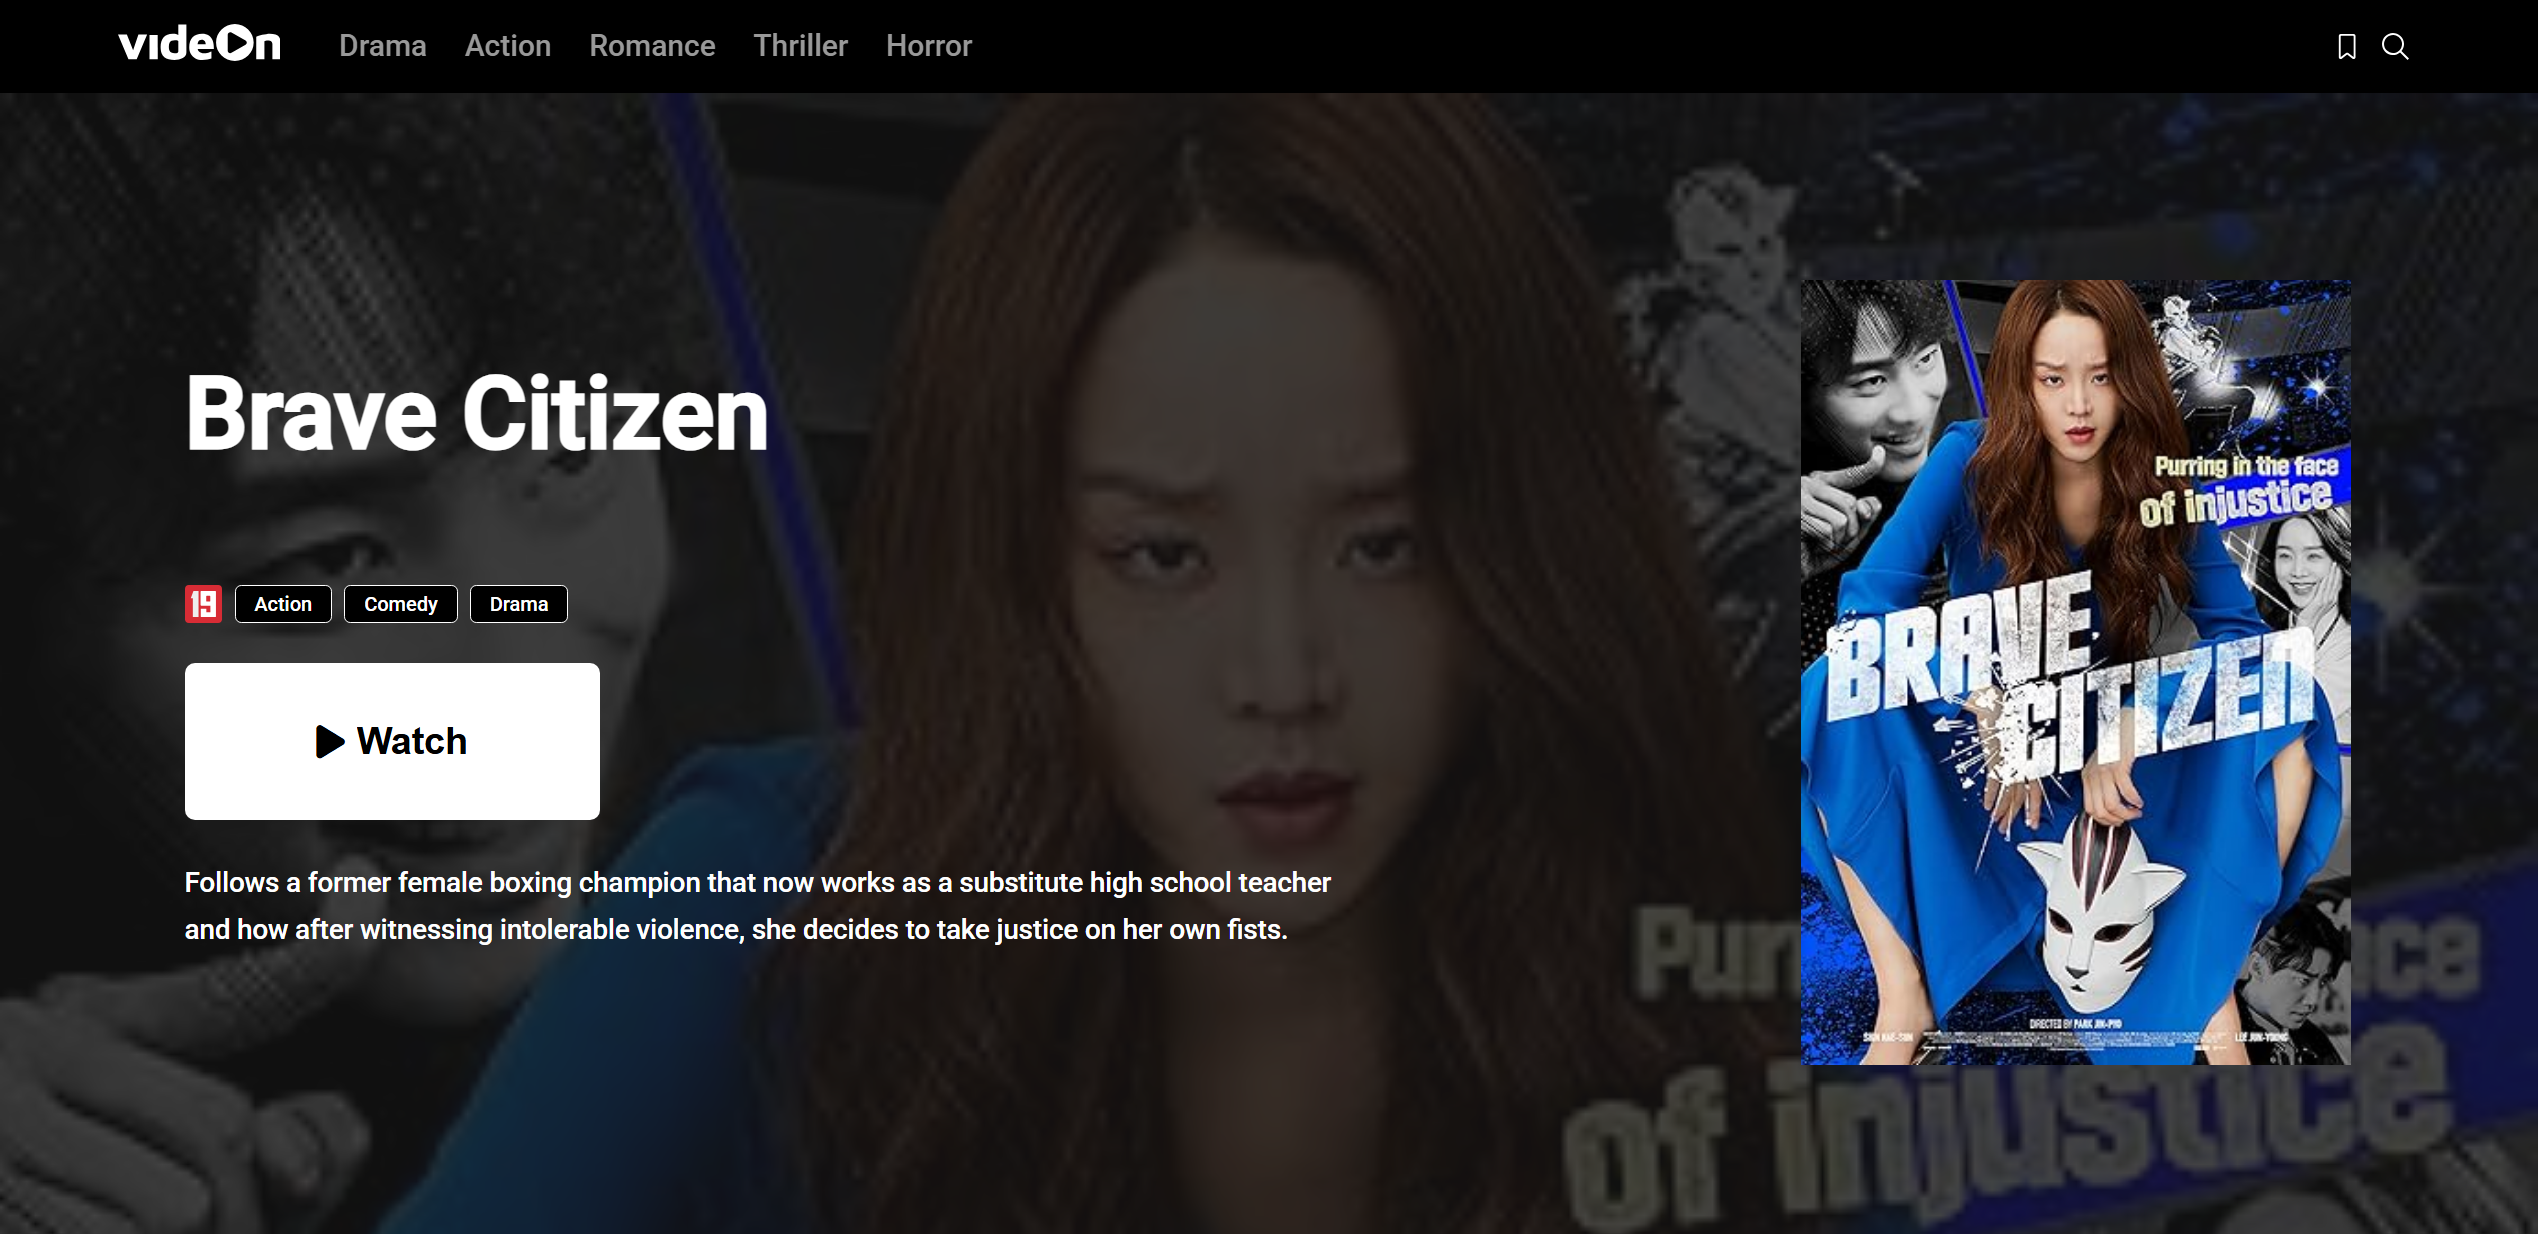 videOn
Drama Action Romance Thriller Horror
Brave Citizen
19 Action Comedy Drama
Watch
Follows a former female boxing champion that now works as a substitute high school teacher
and how after witnessing intolerable violence, she decides to take justice on her own fists.
Purring in the face
of injustice
BRAVE
CITIZEN
DIRECTED BY PARK JIN-PYO
SHIN HAE-SUN
LEE JUN-YOUNG
Purr
ace
of injustice